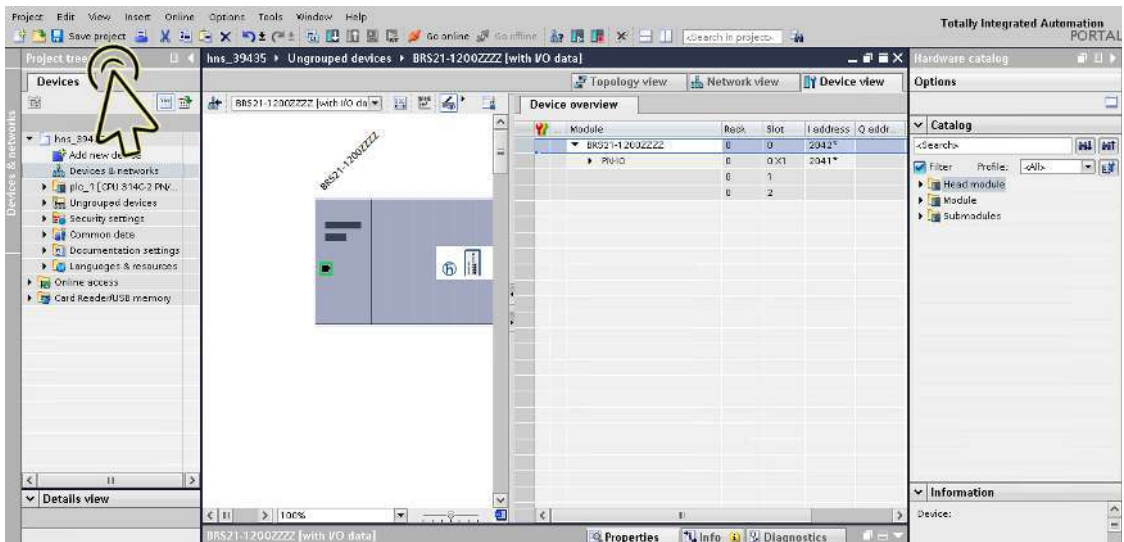 Project Edit View Insert Online Options Tools Window Help
Totally Integrated Automation
PORTAL
Save project
Go online
Go offline
<Search in project>
Project tree
hns_39435 ▸ Ungrouped devices ▸ BRS21-1200ZZZZ [with I/O data]
Hardware catalog
Devices
Topology view
Network view
Device view
Options
BRS21-1200ZZZZ [with I/O da
Device overview
Devices & networks
BRS21-1200ZZZZ
Module Rack Slot I address Q addr...
BRS21-1200ZZZZ 0 0 2042*
PN-IO 0 0 X1 2041*
0 1
0 2
Catalog
<Search>
Filter Profile: <All>
Head module
Module
Submodules
Add new
Devices & networks
plc_1 [CPU 314C-2 PN/...
Ungrouped devices
Security settings
Common data
Documentation settings
Languages & resources
Online access
Card Reader/USB memory
Details view
100%
Information
Device:
BRS21-1200ZZZZ [with I/O data]
Properties
Info
Diagnostics